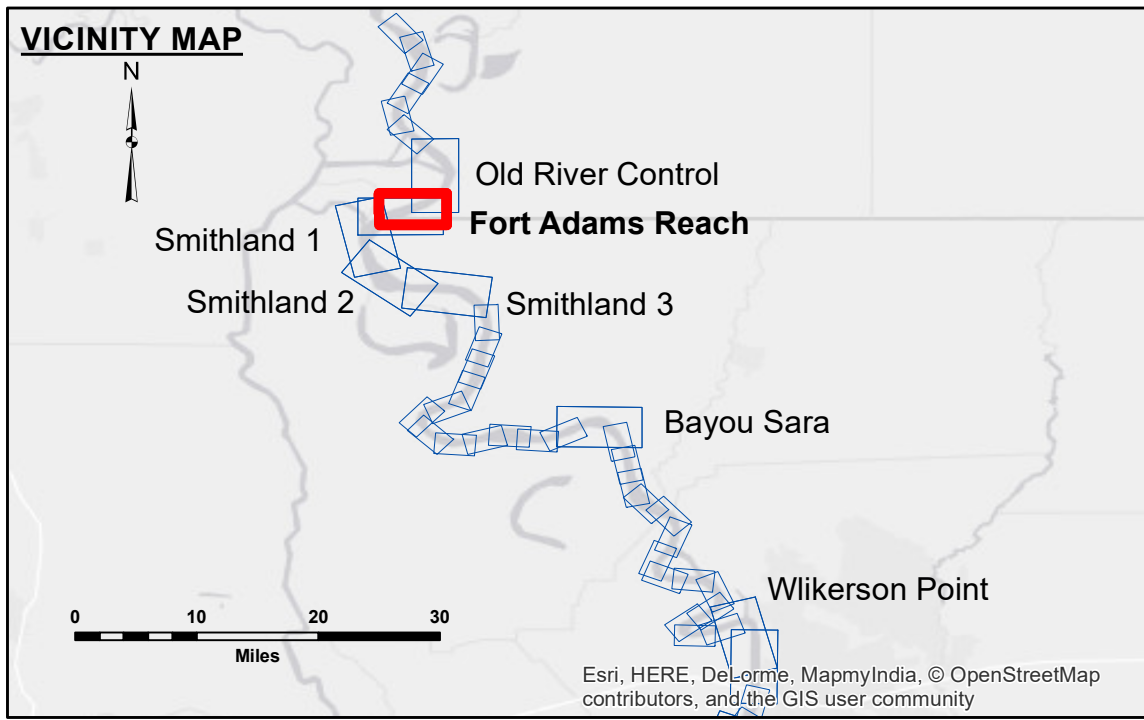 VICINITY MAP
N
Old River Control
Fort Adams Reach
Smithland 1
Smithland 2
Smithland 3
Bayou Sara
Wlikerson Point
0 10 20 30
Miles
Esri, HERE, DeLorme, MapmyIndia, © OpenStreetMap
contributors, and the GIS user community